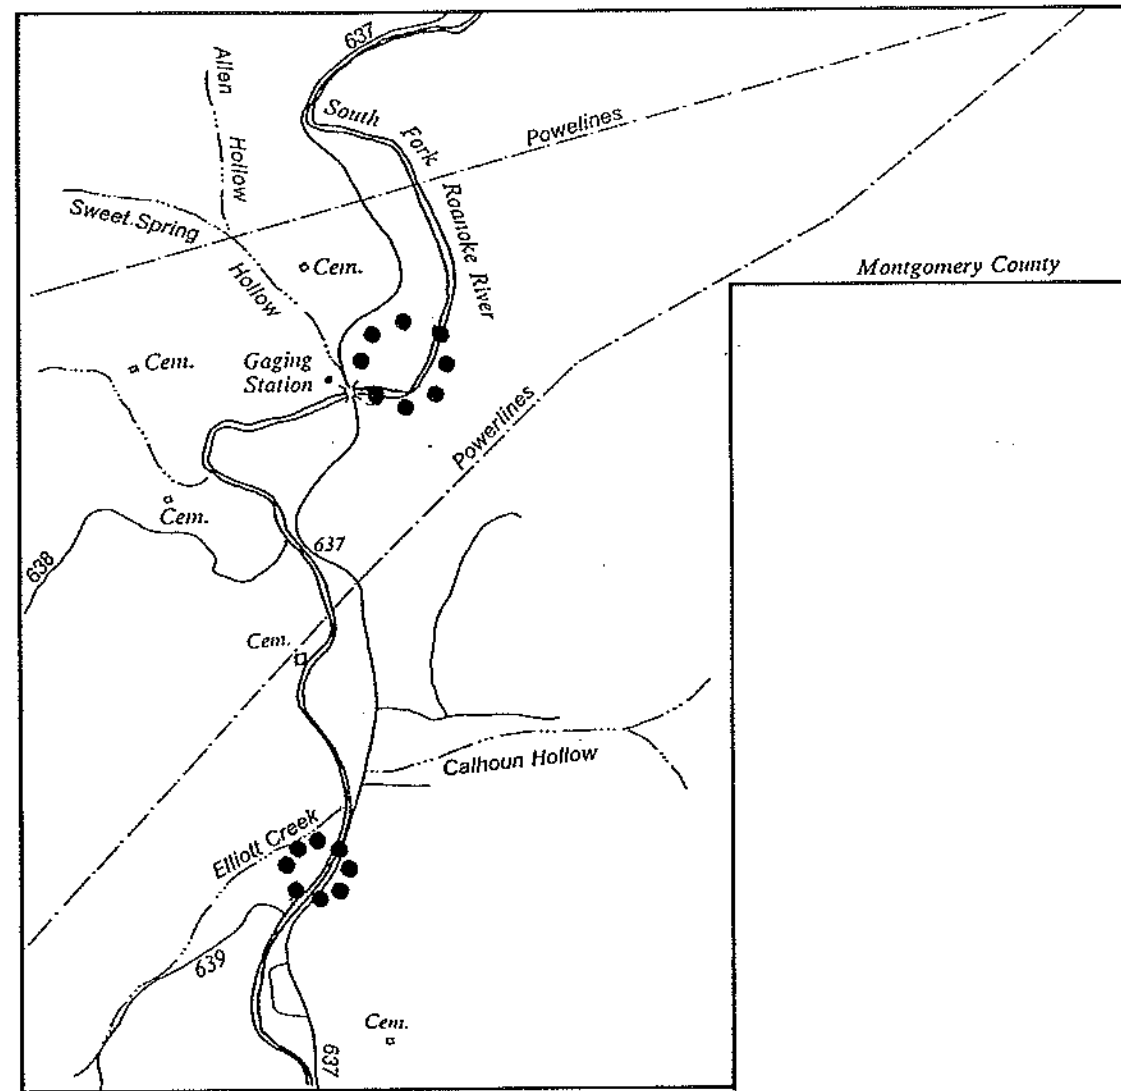 637
Allen
Hollow
South
Fork
Roanoke River
Powelines
Sweet Spring
Hollow
Cem.
Montgomery County
Cem.
Gaging
Station
Powerlines
Cem.
638
637
Cem.
Calhoun Hollow
Elliott Creek
639
Cem.
637